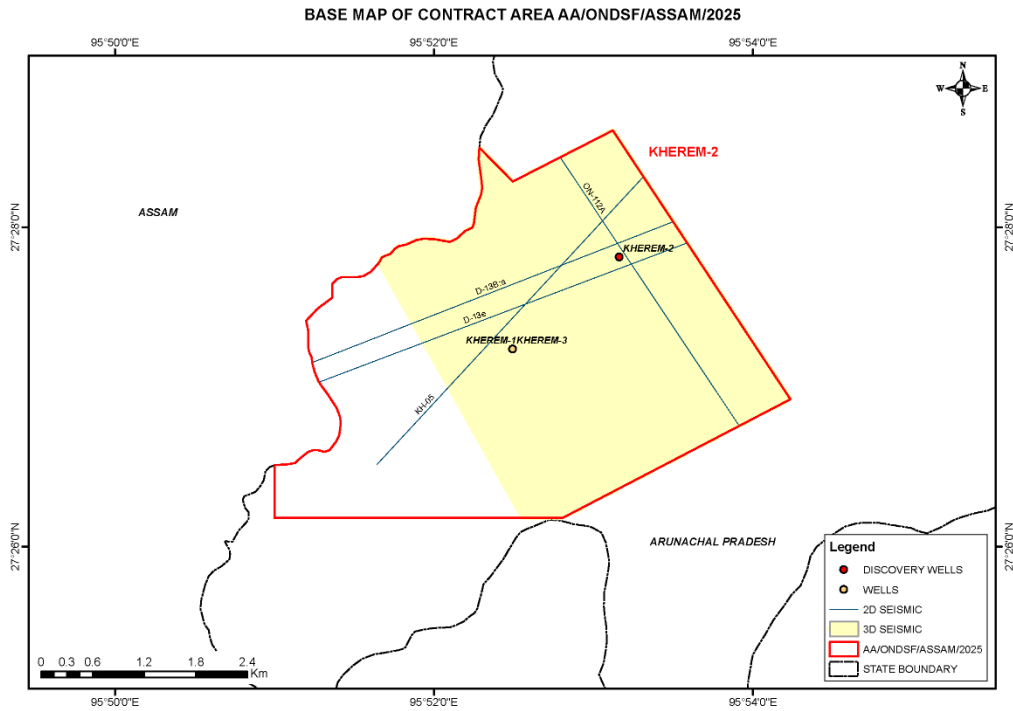 BASE MAP OF CONTRACT AREA AA/ONDSF/ASSAM/2025
95°50'0"E 95°52'0"E 95°54'0"E
N
W E
S
KHEREM-2
ON-112A
ASSAM
27°28'0"N 27°28'0"N
KHEREM-2
D-13B:a
D-13e
KHEREM-1KHEREM-3
KH-05
ARUNACHAL PRADESH
27°26'0"N 27°26'0"N
Legend
DISCOVERY WELLS
WELLS
2D SEISMIC
3D SEISMIC
AA/ONDSF/ASSAM/2025
STATE BOUNDARY
0 0.3 0.6 1.2 1.8 2.4
Km
95°50'0"E 95°52'0"E 95°54'0"E